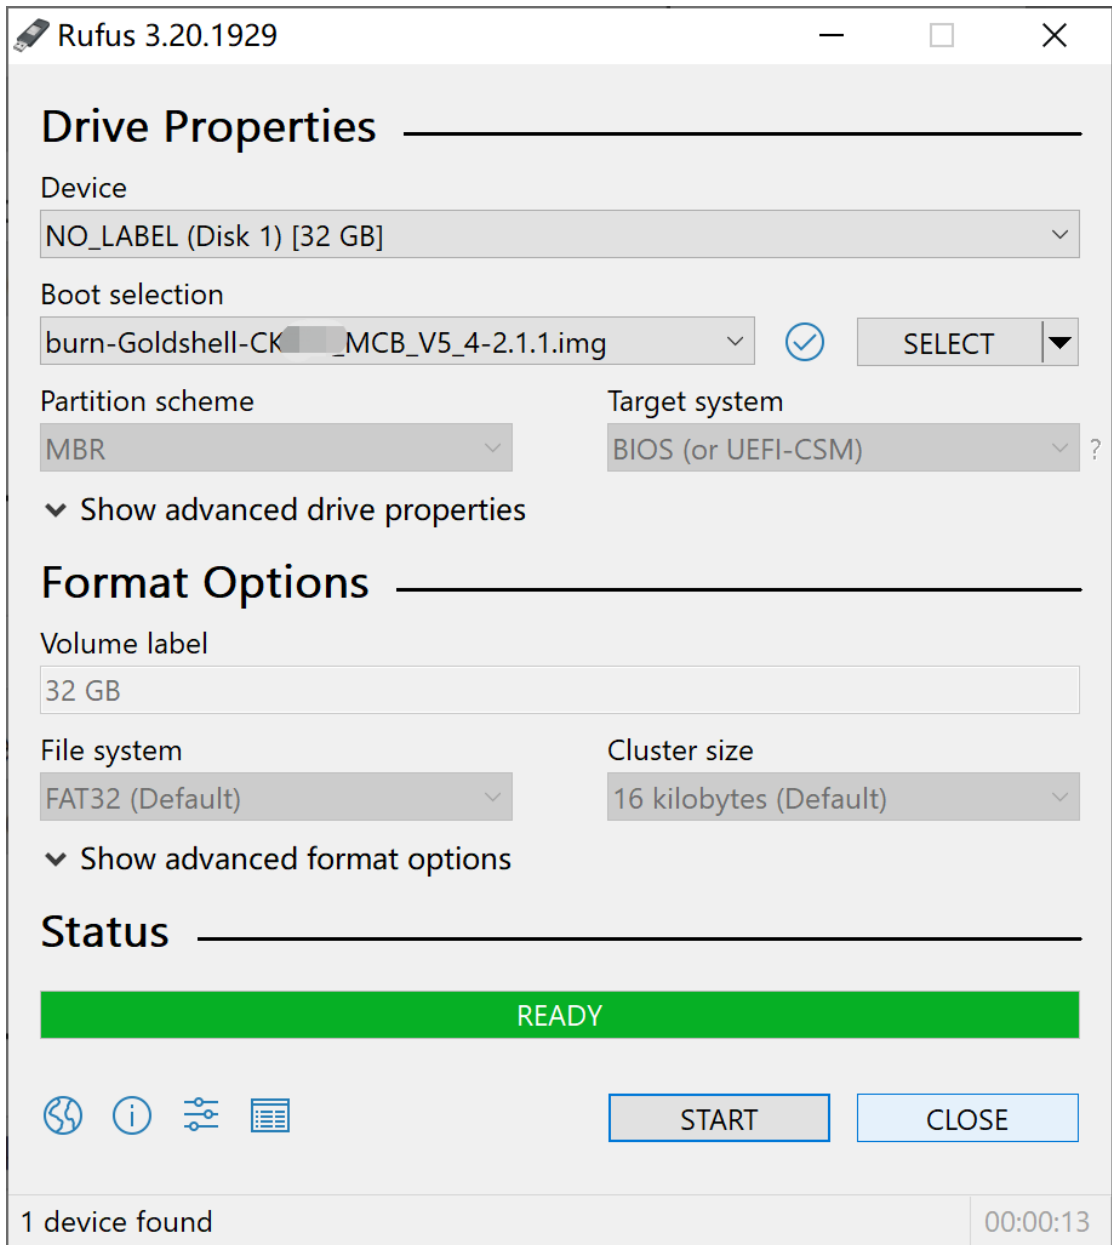 Rufus 3.20.1929
Drive Properties
Device
NO_LABEL (Disk 1) [32 GB]
Boot selection
burn-Goldshell-CK _MCB_V5_4-2.1.1.img
SELECT
Partition scheme
Target system
MBR
BIOS (or UEFI-CSM)
?
Show advanced drive properties
Format Options
Volume label
32 GB
File system
Cluster size
FAT32 (Default)
16 kilobytes (Default)
Show advanced format options
Status
READY
START
CLOSE
1 device found
00:00:13